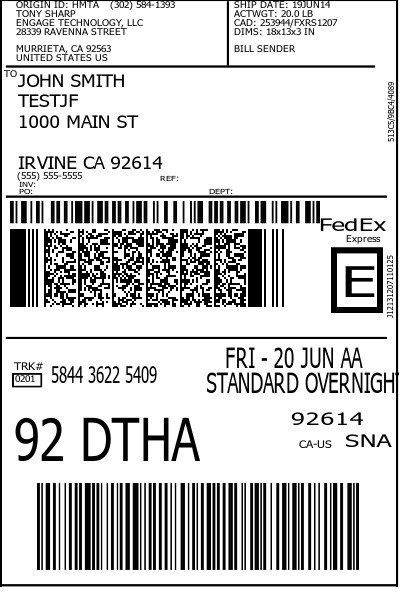 ORIGIN ID: HMTA (302) 584-1393
TONY SHARP
ENGAGE TECHNOLOGY, LLC
28339 RAVENNA STREET
MURRIETA, CA 92563
UNITED STATES US
SHIP DATE: 19JUN14
ACTWGT: 20.0 LB
CAD: 253944/FXRS1207
DIMS: 18x13x3 IN
BILL SENDER
TO JOHN SMITH
TESTJF
1000 MAIN ST
IRVINE CA 92614
(555) 555-5555
REF:
INV:
PO:
DEPT:
513C5/9BC4/4089
FedEx
Express
E
J12131207110125
TRK#
0201
5844 3622 5409
FRI - 20 JUN AA
STANDARD OVERNIGHT
92 DTHA
92614
CA-US SNA